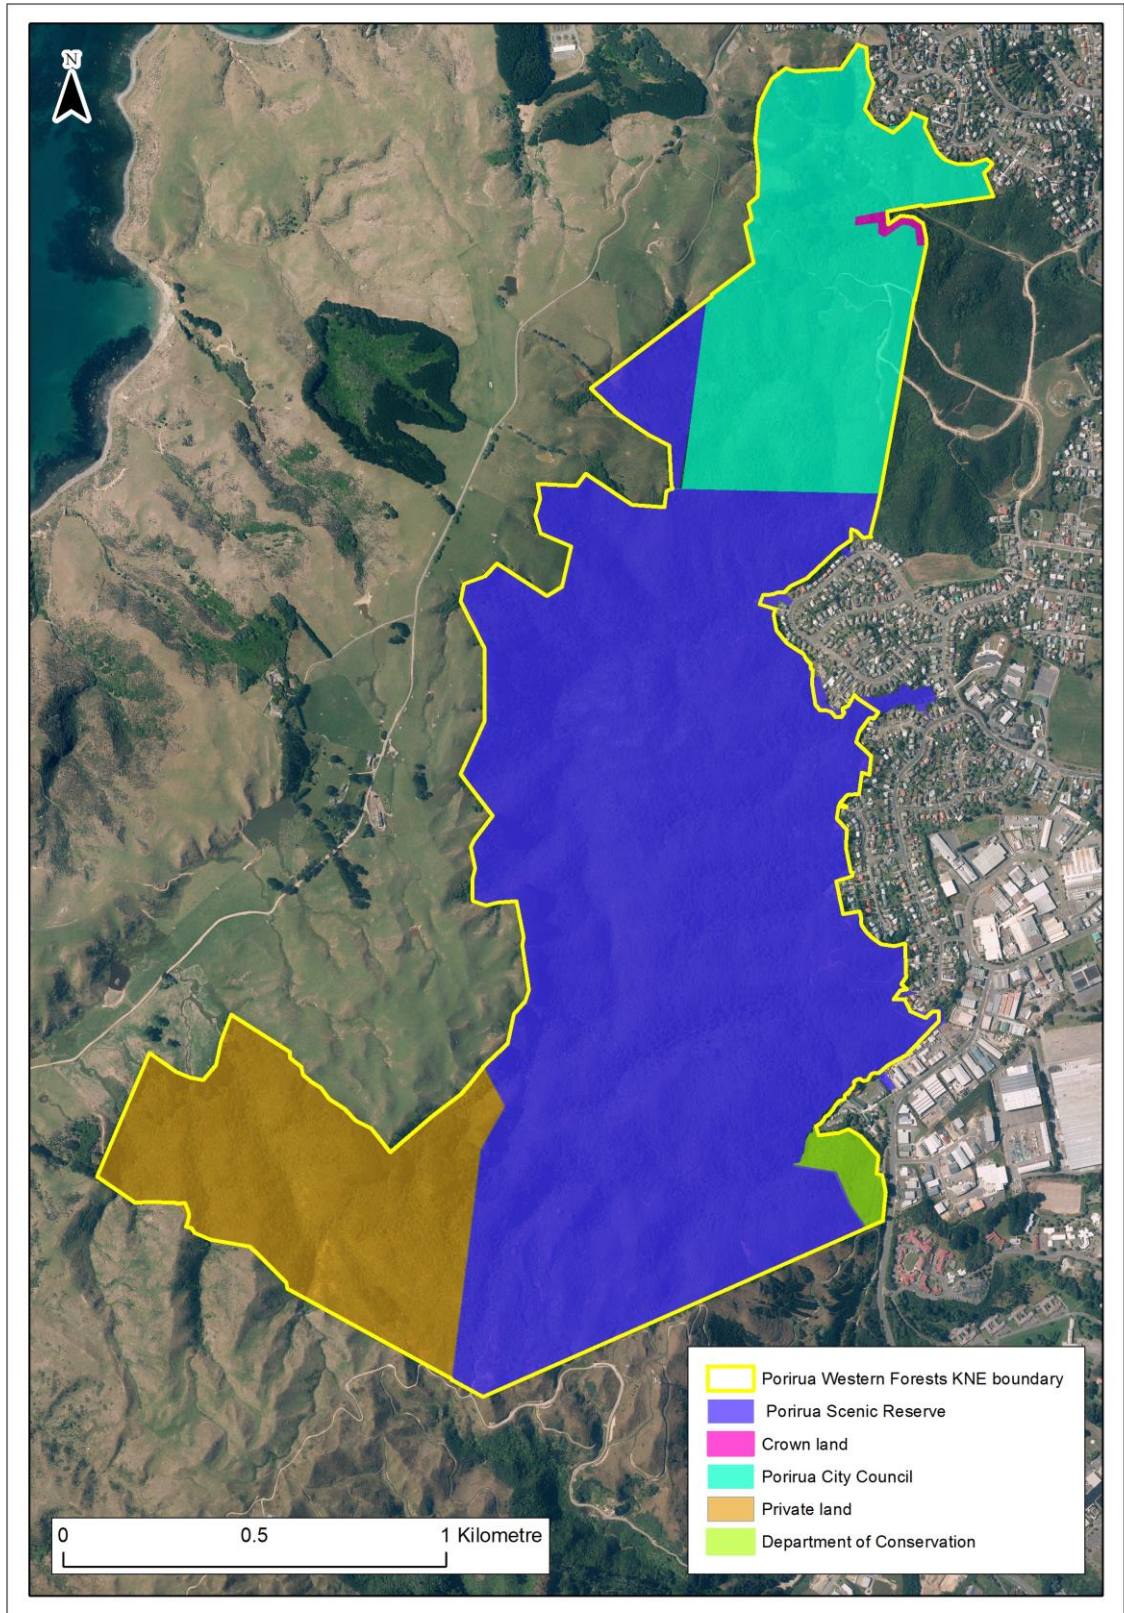 N
Porirua Western Forests KNE boundary
Porirua Scenic Reserve
Crown land
Porirua City Council
Private land
Department of Conservation
0 0.5 1 Kilometre